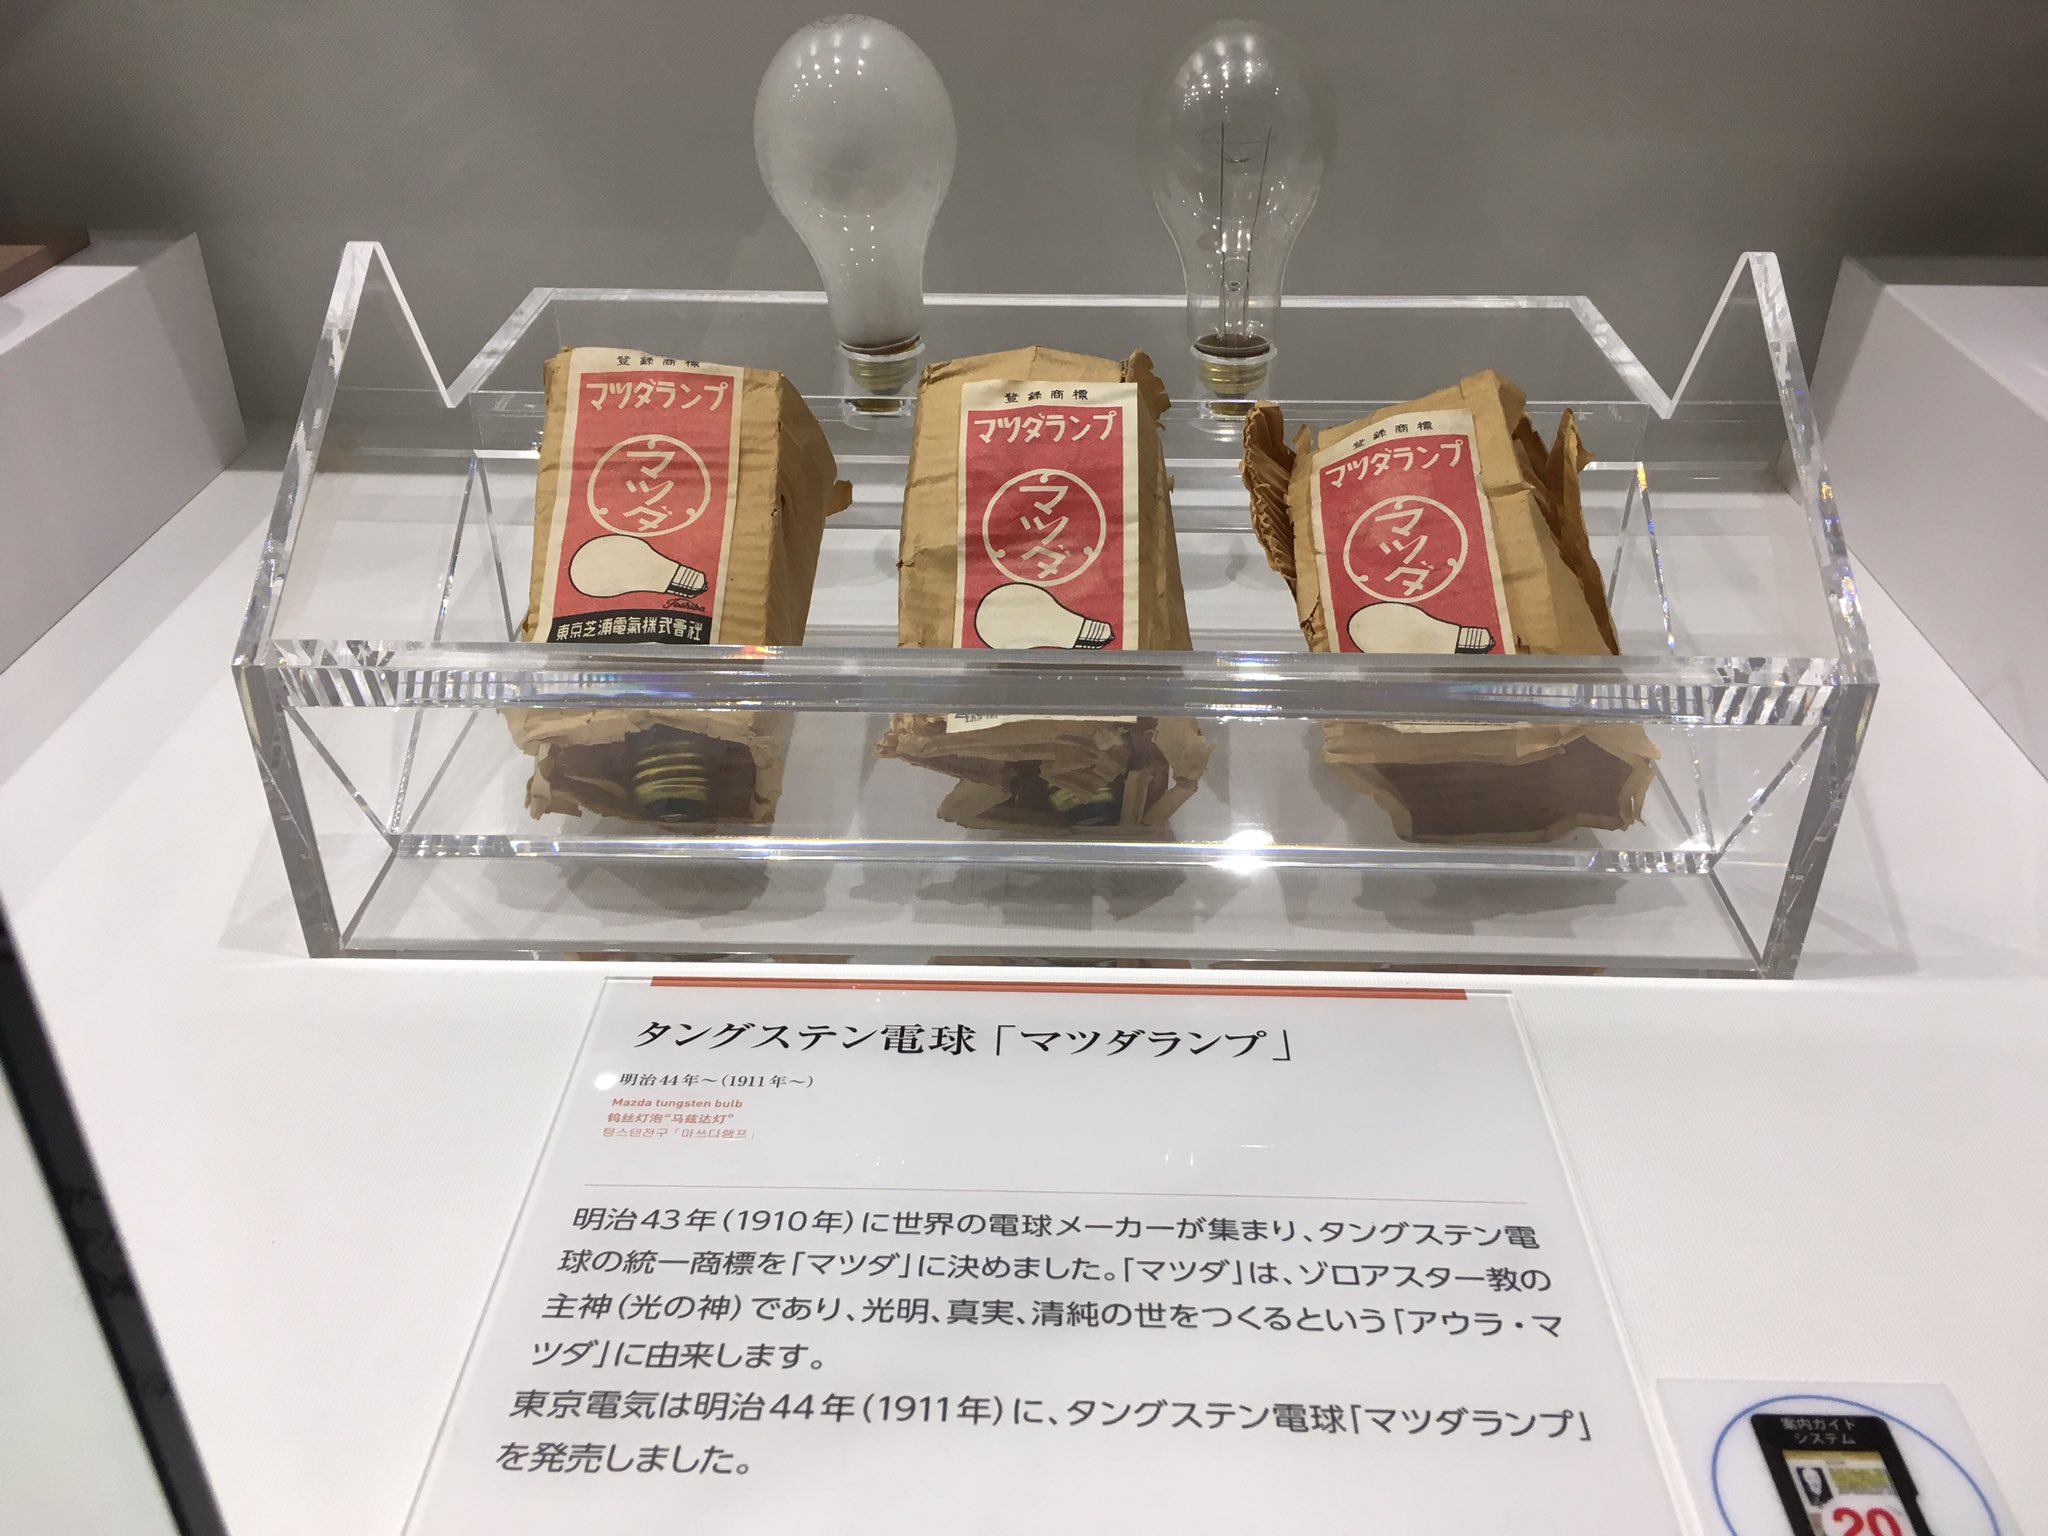 登録商標
マツダランプ
マツダ
Toshiba
東京芝浦電氣株式會社
登録商標
マツダランプ
マツダ
登録商標
マツダランプ
マツダ
タングステン電球「マツダランプ」
明治44年～(1911年～)
Mazda tungsten bulb
钨丝灯泡“马兹达灯”
텅스텐전구「마쓰다램프」
明治43年(1910年)に世界の電球メーカーが集まり、タングステン電
球の統一商標を「マツダ」に決めました。「マツダ」は、ゾロアスター教の
主神(光の神)であり、光明、真実、清純の世をつくるという「アウラ・マ
ツダ」に由来します。
東京電気は明治44年(1911年)に、タングステン電球「マツダランプ」
を発売しました。
案内ガイド
システム
20